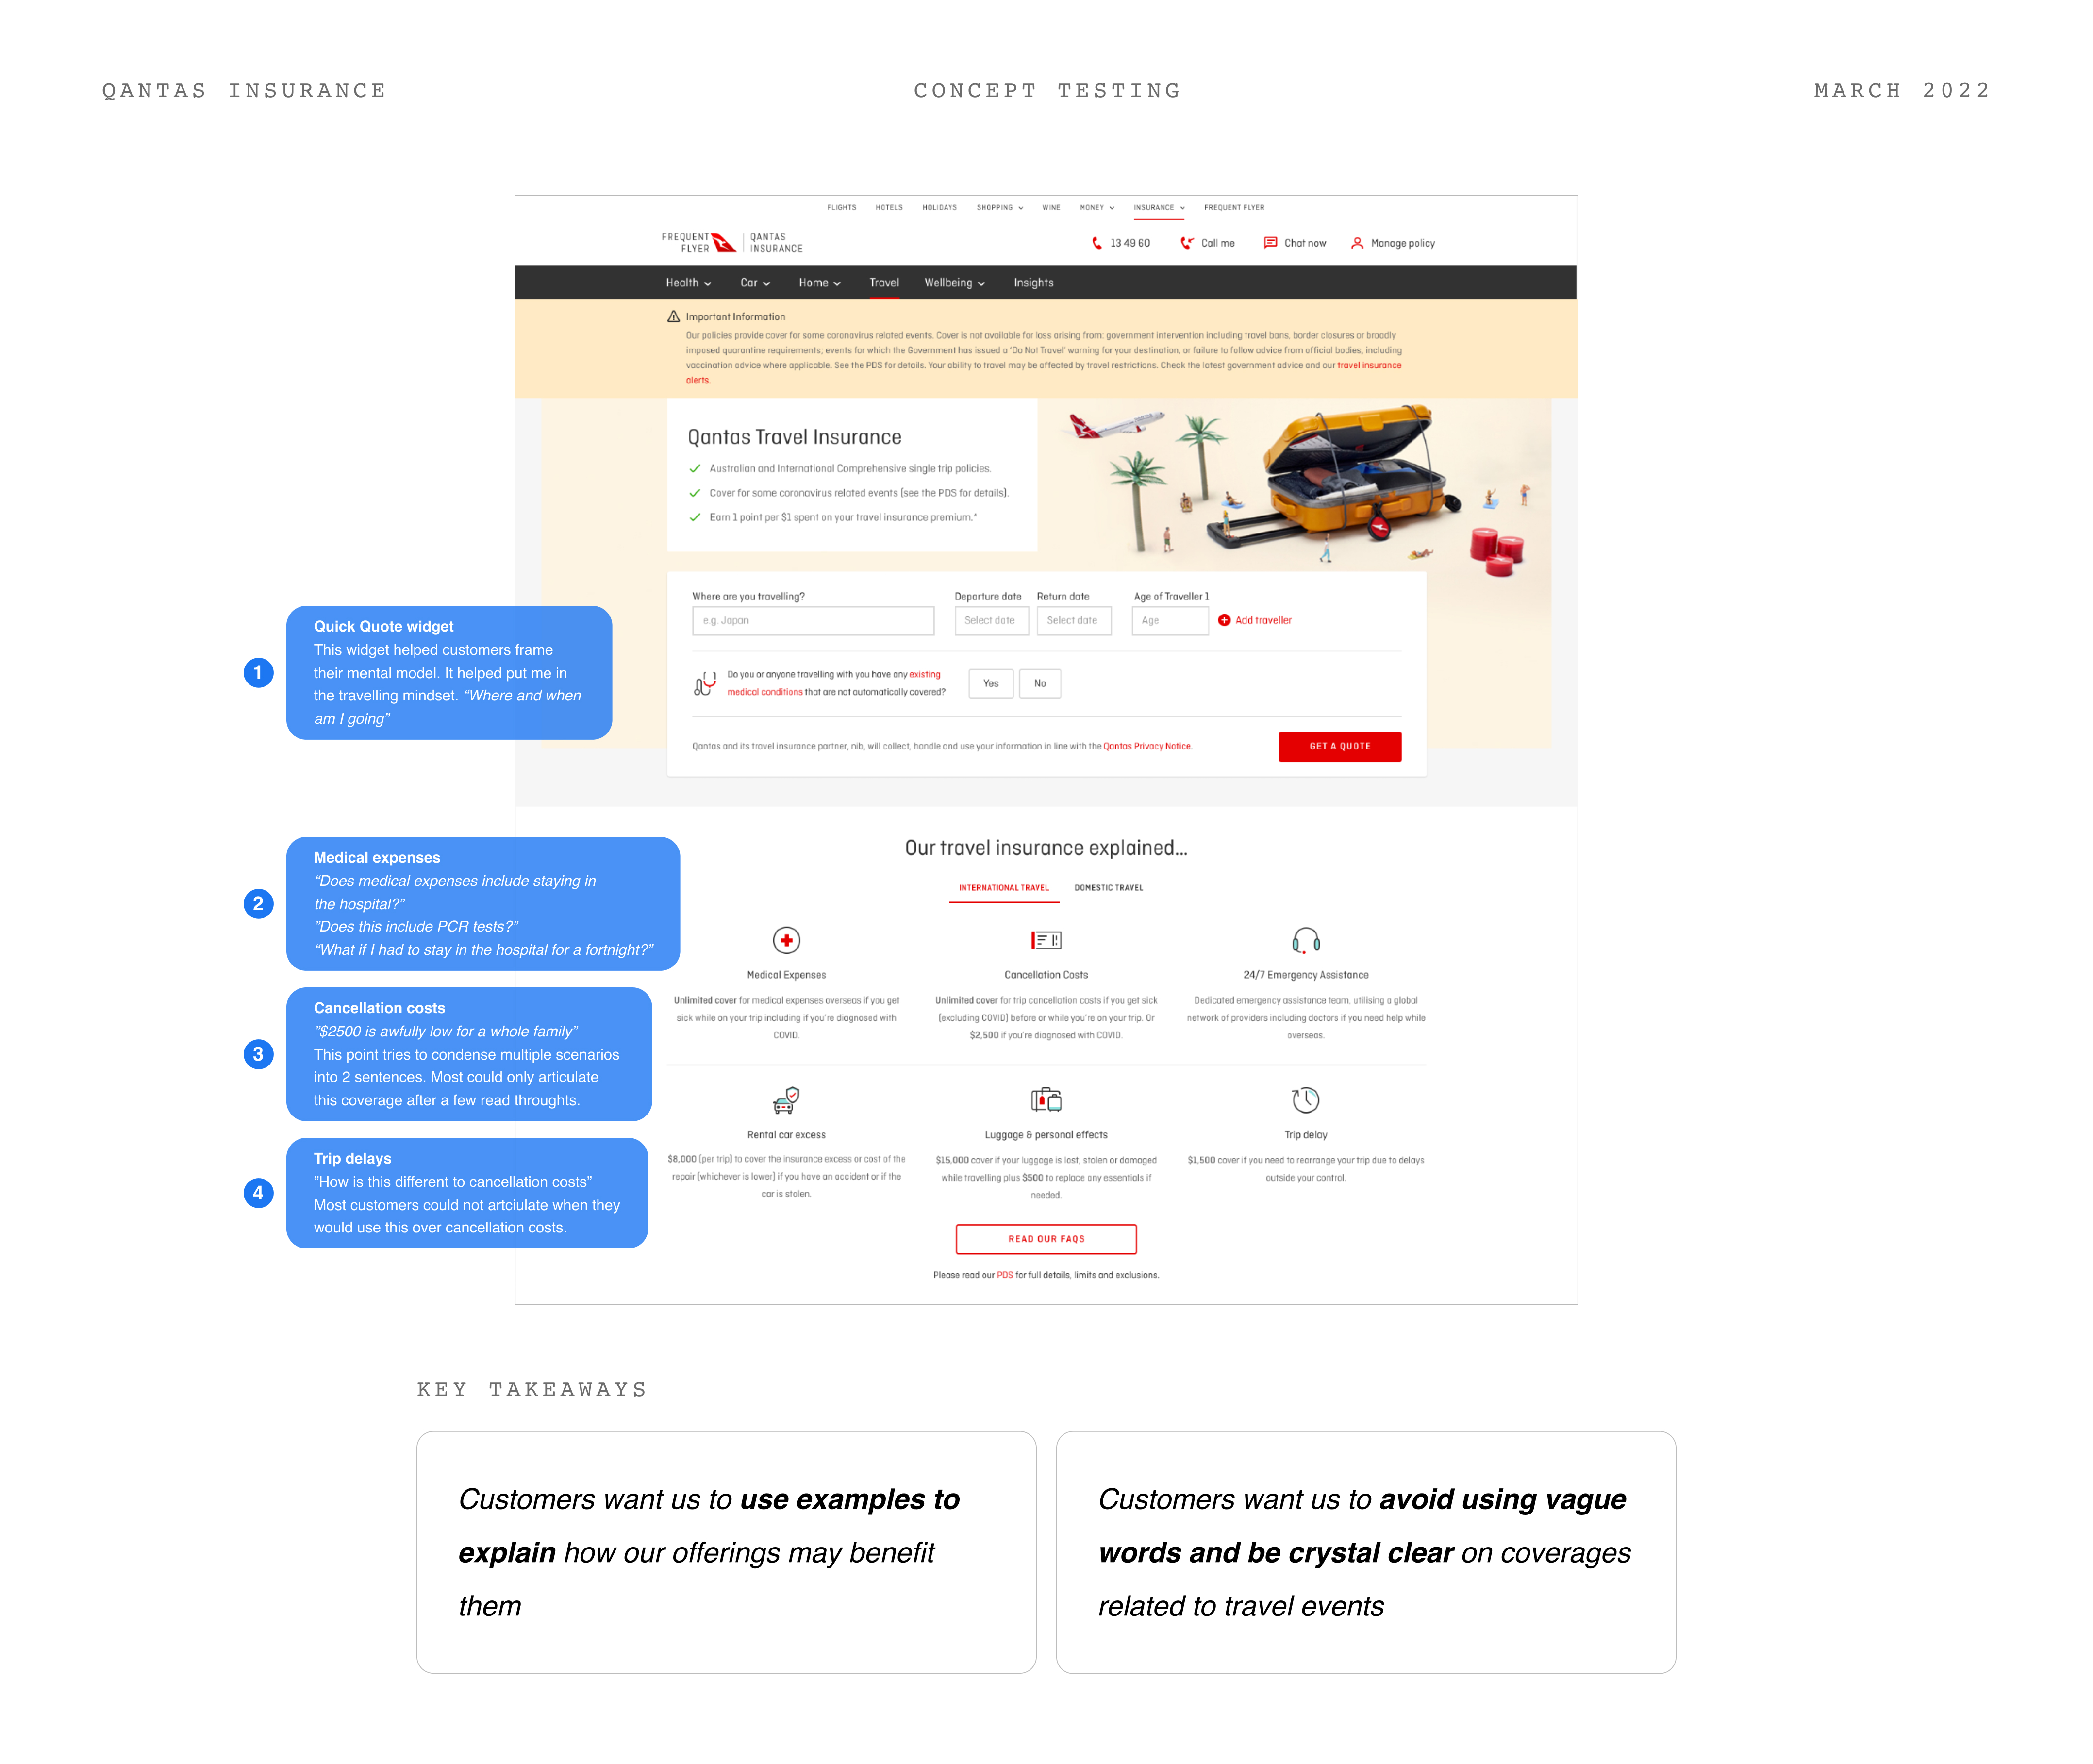 QANTAS INSURANCE
CONCEPT TESTING
MARCH 2022
FLIGHTS HOTELS HOLIDAYS SHOPPING WINE MONEY INSURANCE FREQUENT FLYER
FREQUENT FLYER
QANTAS INSURANCE
13 49 60 Call me Chat now Manage policy
Health Car Home Travel Wellbeing Insights
Important Information
Our policies provide cover for some coronavirus related events. Cover is not available for loss arising from: government intervention including travel bans, border closures or broadly
imposed quarantine requirements; events for which the Government has issued a 'Do Not Travel' warning for your destination, or failure to follow advice from official bodies, including
vaccination advice where applicable. See the PDS for details. Your ability to travel may be affected by travel restrictions. Check the latest government advice and our travel insurance
alerts.
Qantas Travel Insurance
Australian and International Comprehensive single trip policies.
Cover for some coronavirus related events (see the PDS for details).
Earn 1 point per $1 spent on your travel insurance premium.*
Where are you travelling? Departure date Return date Age of Traveller 1
e.g. Japan Select date Select date Age Add traveller
Do you or anyone travelling with you have any existing
medical conditions that are not automatically covered?
Yes No
Qantas and its travel insurance partner, nib, will collect, handle and use your information in line with the Qantas Privacy Notice.
GET A QUOTE
1
Quick Quote widget
This widget helped customers frame
their mental model. It helped put me in
the travelling mindset. “Where and when
am I going”
Our travel insurance explained...
INTERNATIONAL TRAVEL DOMESTIC TRAVEL
2
Medical expenses
“Does medical expenses include staying in
the hospital?”
”Does this include PCR tests?”
“What if I had to stay in the hospital for a fortnight?”
Medical Expenses
Unlimited cover for medical expenses overseas if you get
sick while on your trip including if you're diagnosed with
COVID.
Cancellation Costs
Unlimited cover for trip cancellation costs if you get sick
(excluding COVID) before or while you're on your trip. Or
$2,500 if you're diagnosed with COVID.
24/7 Emergency Assistance
Dedicated emergency assistance team, utilising a global
network of providers including doctors if you need help while
overseas.
3
Cancellation costs
”$2500 is awfully low for a whole family”
This point tries to condense multiple scenarios
into 2 sentences. Most could only articulate
this coverage after a few read throughts.
Rental car excess
$8,000 (per trip) to cover the insurance excess or cost of the
repair (whichever is lower) if you have an accident or if the
car is stolen.
Luggage & personal effects
$15,000 cover if your luggage is lost, stolen or damaged
while travelling plus $500 to replace any essentials if
needed.
Trip delay
$1,500 cover if you need to rearrange your trip due to delays
outside your control.
4
Trip delays
”How is this different to cancellation costs”
Most customers could not artciulate when they
would use this over cancellation costs.
READ OUR FAQS
Please read our PDS for full details, limits and exclusions.
KEY TAKEAWAYS
Customers want us to use examples to
explain how our offerings may benefit
them
Customers want us to avoid using vague
words and be crystal clear on coverages
related to travel events